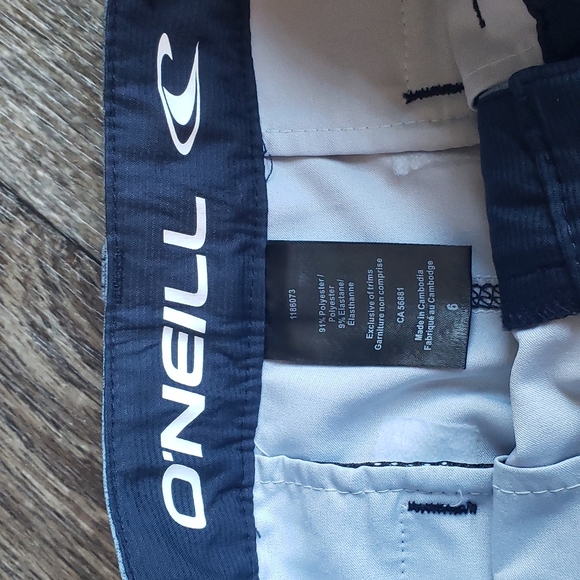 O'NEILL
1186073
91% Polyester/
Polyester
9% Elastane/
Élasthanne
Exclusive of trims
Garniture non comprise
CA 56881
Made in Cambodia
Fabriqué au Cambodge
6